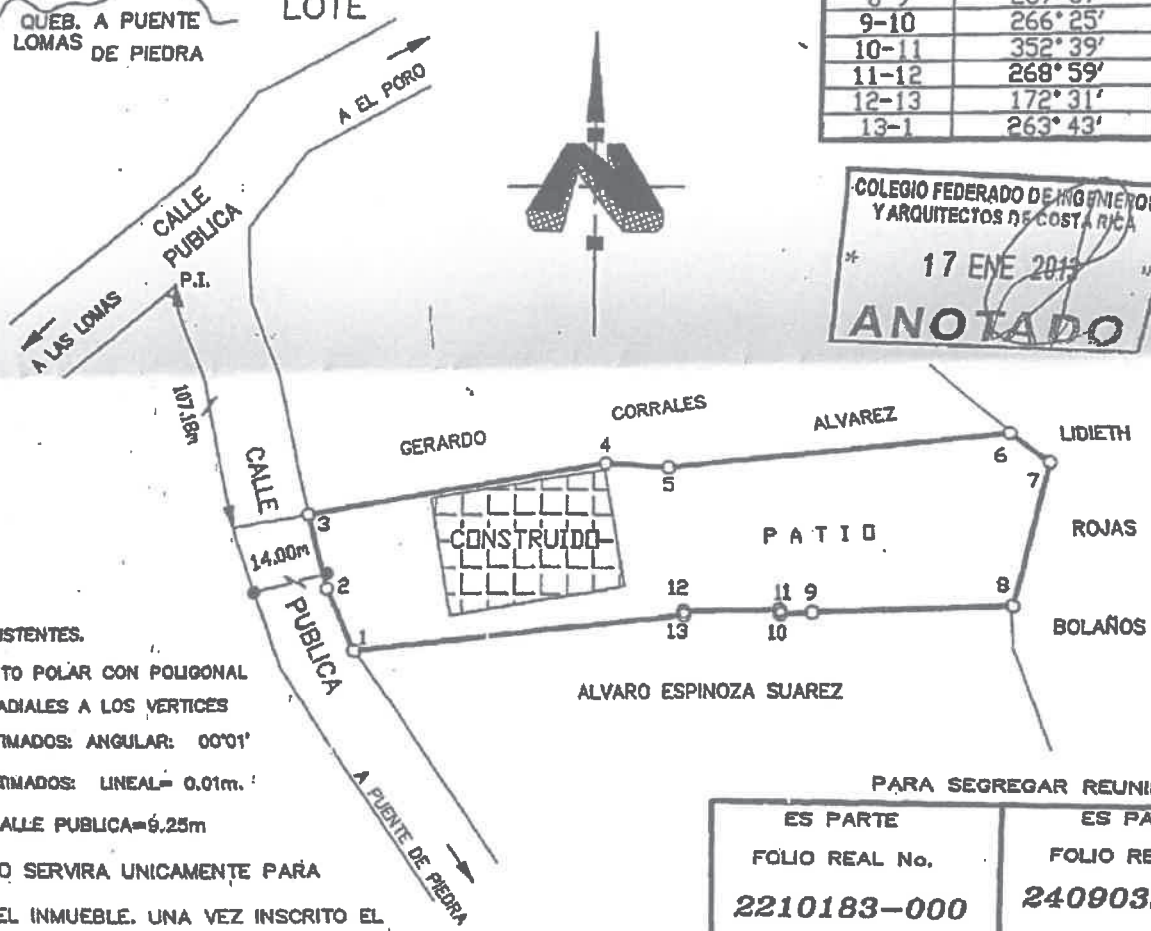 QUEB. A PUENTE
LOMAS DE PIEDRA
LOTE
9-10 266°25'
10-11 352°39'
11-12 268°59'
12-13 172°31'
13-1 263°43'
COLEGIO FEDERADO DE INGENIEROS
Y ARQUITECTOS DE COSTA RICA
17 ENE 2013
ANOTADO
A EL PORO
CALLE
PUBLICA
P.I.
A LAS LOMAS
107.18m
CALLE
PUBLICA
14.00m
GERARDO CORRALES ALVAREZ
LIDIETH
ROJAS
BOLAÑOS
4
5
6
7
3
CONSTRUIDO
PATIO
2
12
11 9
8
13
10
1
ALVARO ESPINOZA SUAREZ
A PUENTE DE PIEDRA
ISTENTES.
TO POLAR CON POLIGONAL
ADIALES A LOS VERTICES
TIMADOS: ANGULAR: 00°01'
TIMADOS: LINEAL= 0.01m.
ALLE PUBLICA=9.25m
O SERVIRA UNICAMENTE PARA
EL INMUEBLE. UNA VEZ INSCRITO EL
PARA SEGREGAR REUNI
ES PARTE
FOLIO REAL No.
2210183-000
ES PA
FOLIO RE
240903